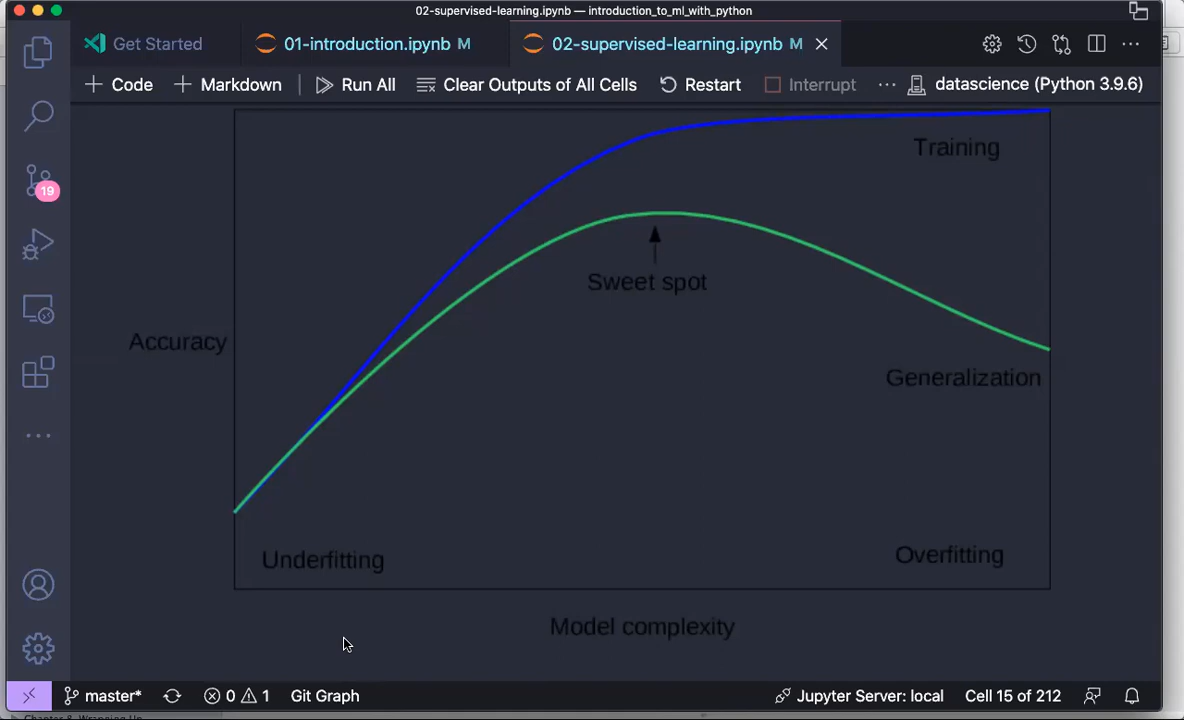 02-supervised-learning.ipynb — introduction_to_ml_with_python
Get Started
01-introduction.ipynb M
02-supervised-learning.ipynb M
Code
Markdown
Run All
Clear Outputs of All Cells
Restart
Interrupt
datascience (Python 3.9.6)
19
Training
Sweet spot
Accuracy
Generalization
Underfitting
Overfitting
Model complexity
master*
0
1
Git Graph
Jupyter Server: local
Cell 15 of 212